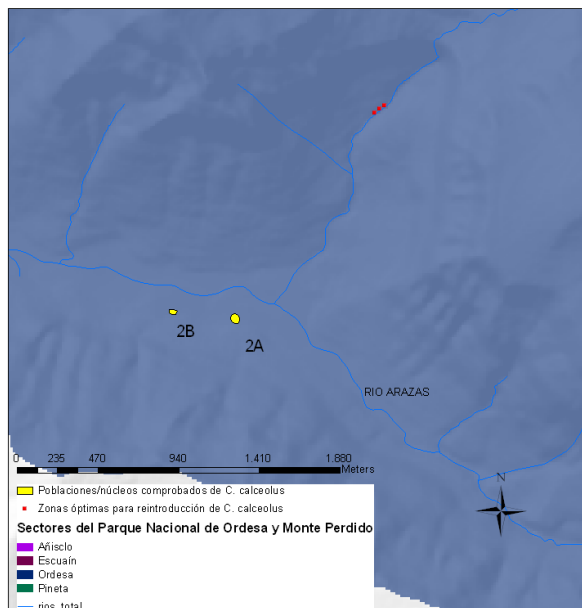 2B
2A
RIO ARAZAS
0 235 470 940 1.410 1.880
Meters
N
Poblaciones/núcleos comprobados de C. calceolus
Zonas óptimas para reintroducción de C. calceolus
Sectores del Parque Nacional de Ordesa y Monte Perdido
Añisclo
Escuaín
Ordesa
Pineta
rios_total